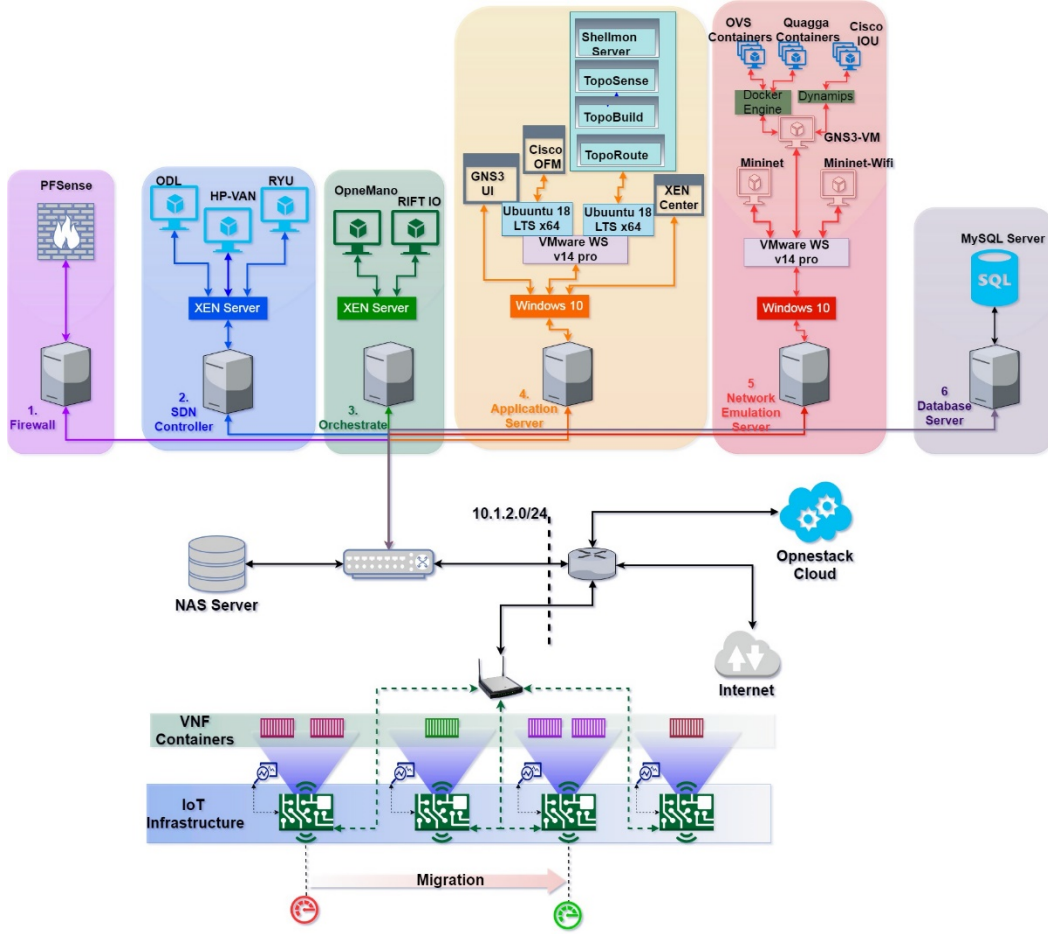 OVS
Containers
Quagga
Containers
Cisco
IOU
Shellmon
Server
TopoSense
TopoBuild
TopoRoute
Docker
Engine
Dynamips
GNS3-VM
Cisco
OFM
GNS3
UI
XEN
Center
Mininet
Mininet-Wifi
PFSense
ODL
HP-VAN
RYU
OpneMano
RIFT IO
Ubuuntu 18
LTS x64
Ubuuntu 18
LTS x64
VMware WS
v14 pro
VMware WS
v14 pro
MySQL Server
SQL
XEN Server
XEN Server
Windows 10
Windows 10
1.
Firewall
2.
SDN
Controller
3.
Orchestrate
4.
Application
Server
5
Network
Emulation
Server
6
Database
Server
10.1.2.0/24
NAS Server
Opnestack
Cloud
Internet
VNF
Containers
IoT
Infrastructure
Migration